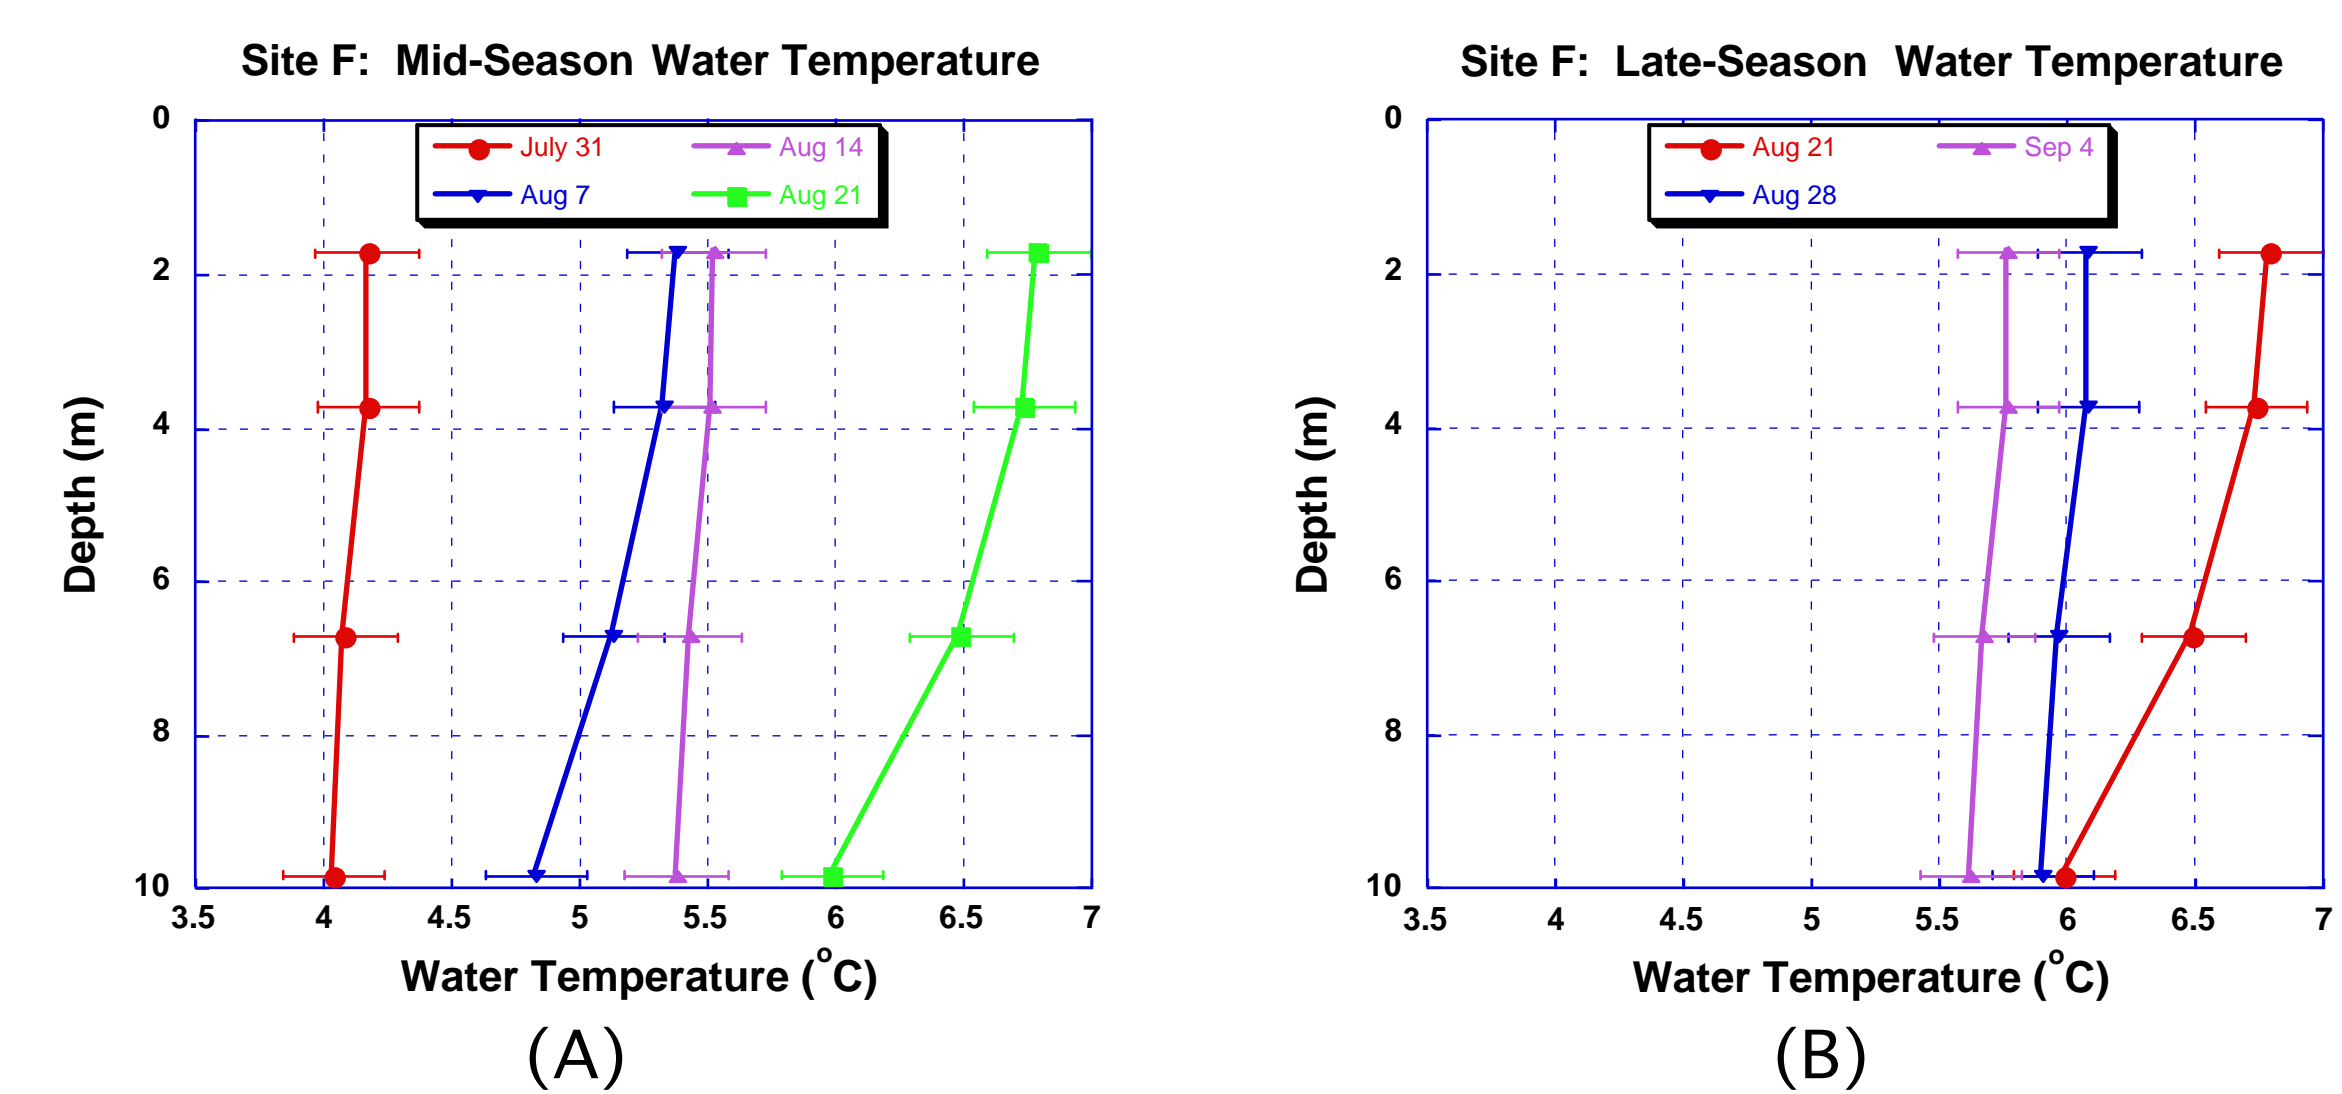 Site F: Mid-Season Water Temperature
July 31
Aug 14
Aug 7
Aug 21
0
2
4
6
8
10
Depth (m)
3.5 4 4.5 5 5.5 6 6.5 7
Water Temperature (°C)
(A)
Site F: Late-Season Water Temperature
Aug 21
Sep 4
Aug 28
0
2
4
6
8
10
Depth (m)
3.5 4 4.5 5 5.5 6 6.5 7
Water Temperature (°C)
(B)